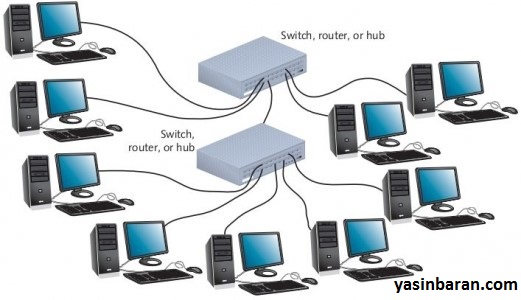 Switch, router, or hub
Switch,
router, or hub
yasinbaran.com